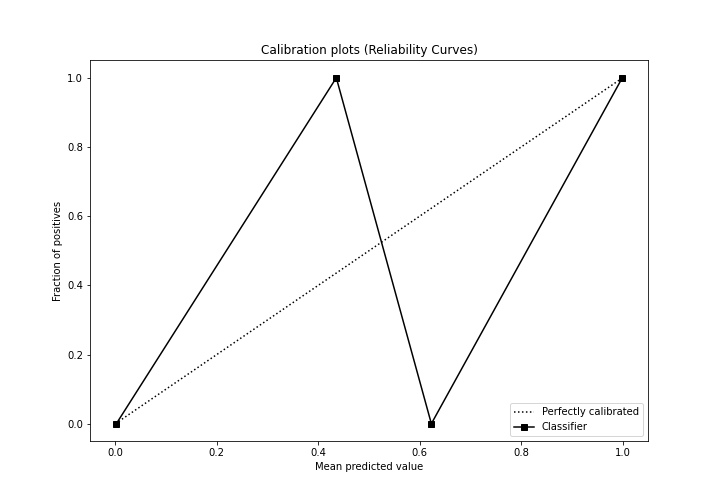 Calibration plots (Reliability Curves)
1.0
0.8
0.6
0.4
0.2
0.0
Fraction of positives
0.0 0.2 0.4 0.6 0.8 1.0
Mean predicted value
Perfectly calibrated
Classifier